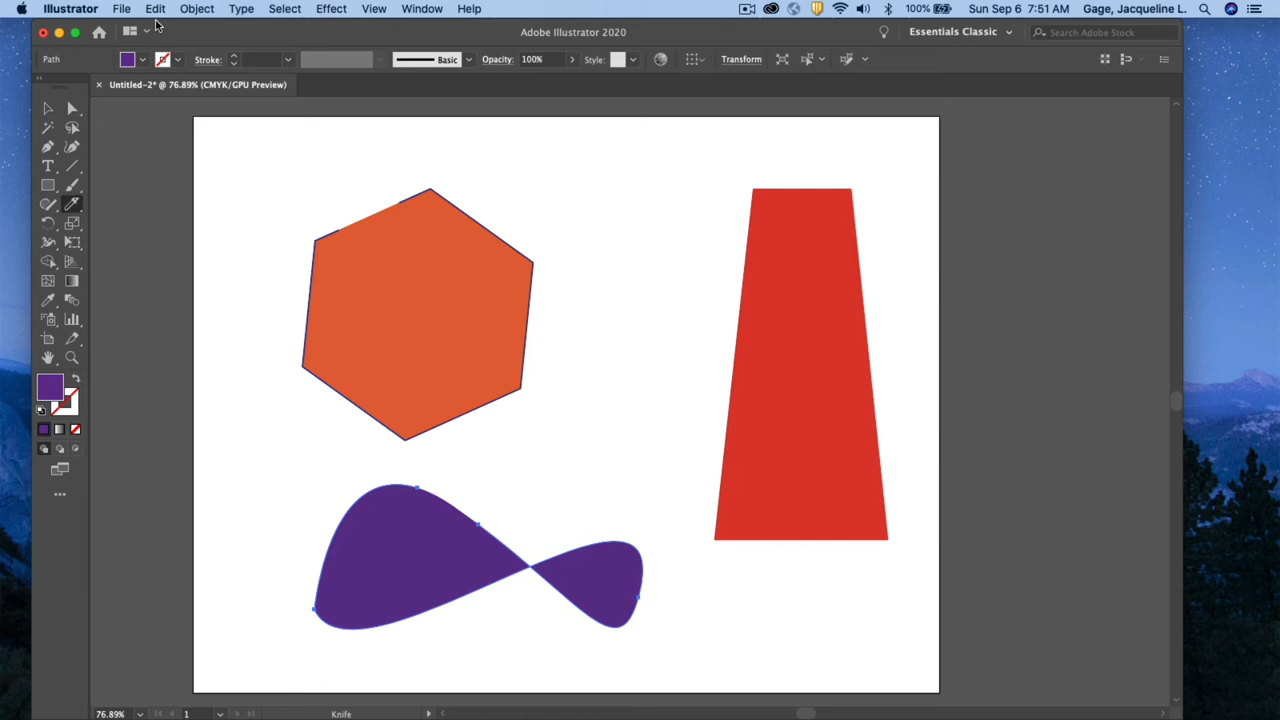 Illustrator File Edit Object Type Select Effect View Window Help 100% Sun Sep 6 7:51 AM Gage, Jacqueline L.
Adobe Illustrator 2020 Essentials Classic Search Adobe Stock
Path Stroke: Basic Opacity: 100% Style: Transform
× Untitled-2* @ 76.89% (CMYK/GPU Preview)
76.89% 1 Knife